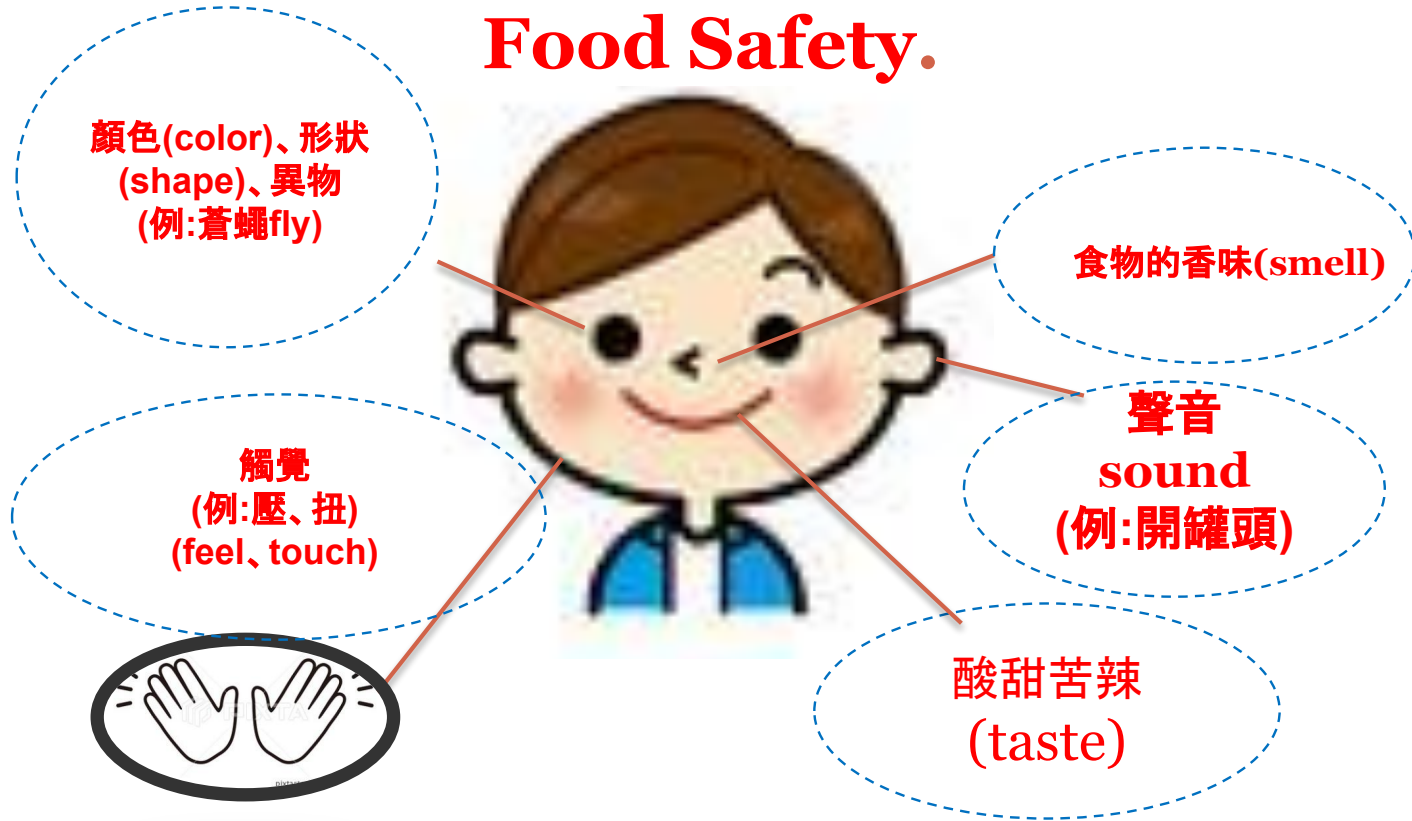 Food Safety.
顏色(color)、形狀
(shape)、異物
(例:蒼蠅fly)
食物的香味(smell)
觸覺
(例:壓、扭)
(feel、touch)
聲音
sound
(例:開罐頭)
酸甜苦辣
(taste)
PIXTA